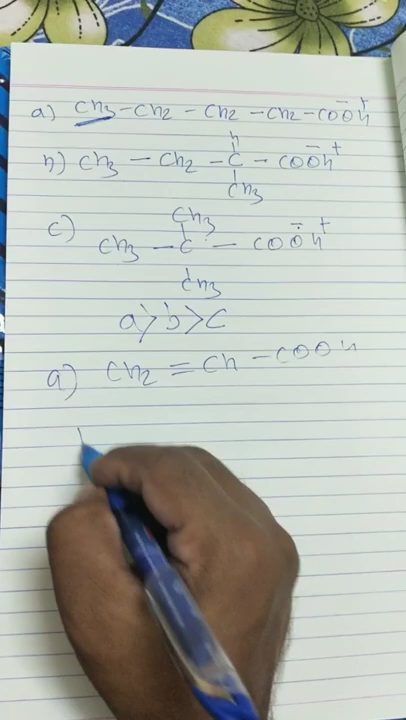 a) CH3-CH2-CH2-CH2-COO⁻H⁺
H
b) CH3 - CH2 - C - COO⁻H⁺
CH3
CH3
c) CH3 - C - COO⁻H⁺
CH3
a>b>c
a) CH2 = CH - COOH